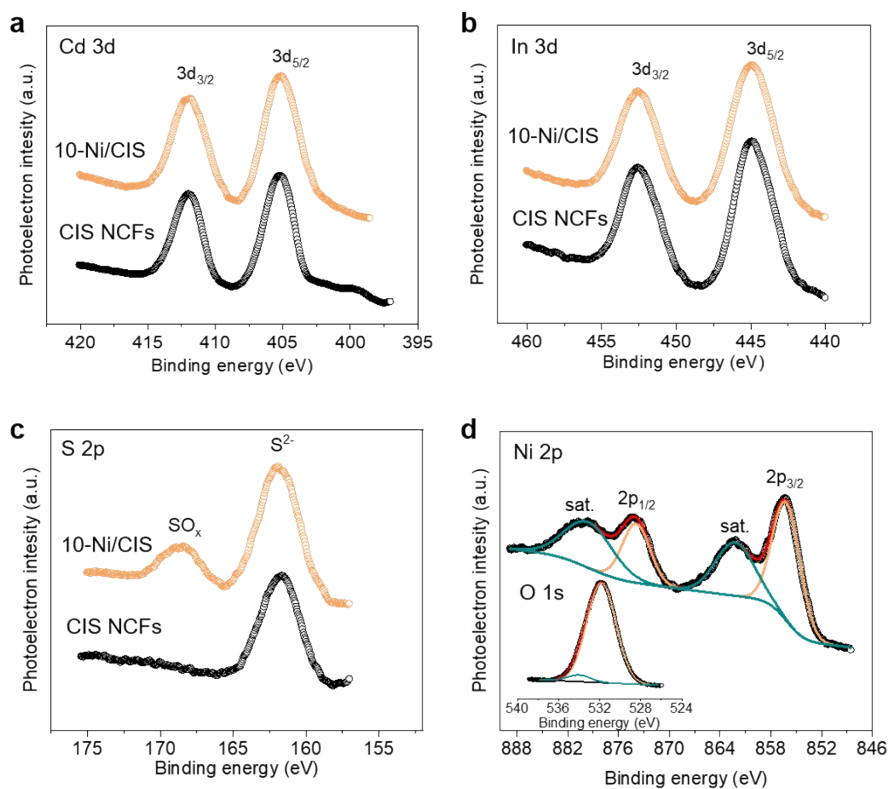 a
Cd 3d
3d3/2
3d5/2
10-Ni/CIS
CIS NCFs
Photoelectron intesity (a.u.)
420 415 410 405 400 395
Binding energy (eV)
b
In 3d
3d3/2
3d5/2
10-Ni/CIS
CIS NCFs
Photoelectron intesity (a.u.)
460 455 450 445 440
Binding energy (eV)
c
S 2p
S2-
SOx
10-Ni/CIS
CIS NCFs
Photoelectron intesity (a.u.)
175 170 165 160 155
Binding energy (eV)
d
Ni 2p
2p3/2
sat.
2p1/2
sat.
O 1s
Photoelectron intesity (a.u.)
540 536 532 528 524
Binding energy (eV)
888 882 876 870 864 858 852 846
Binding energy (eV)